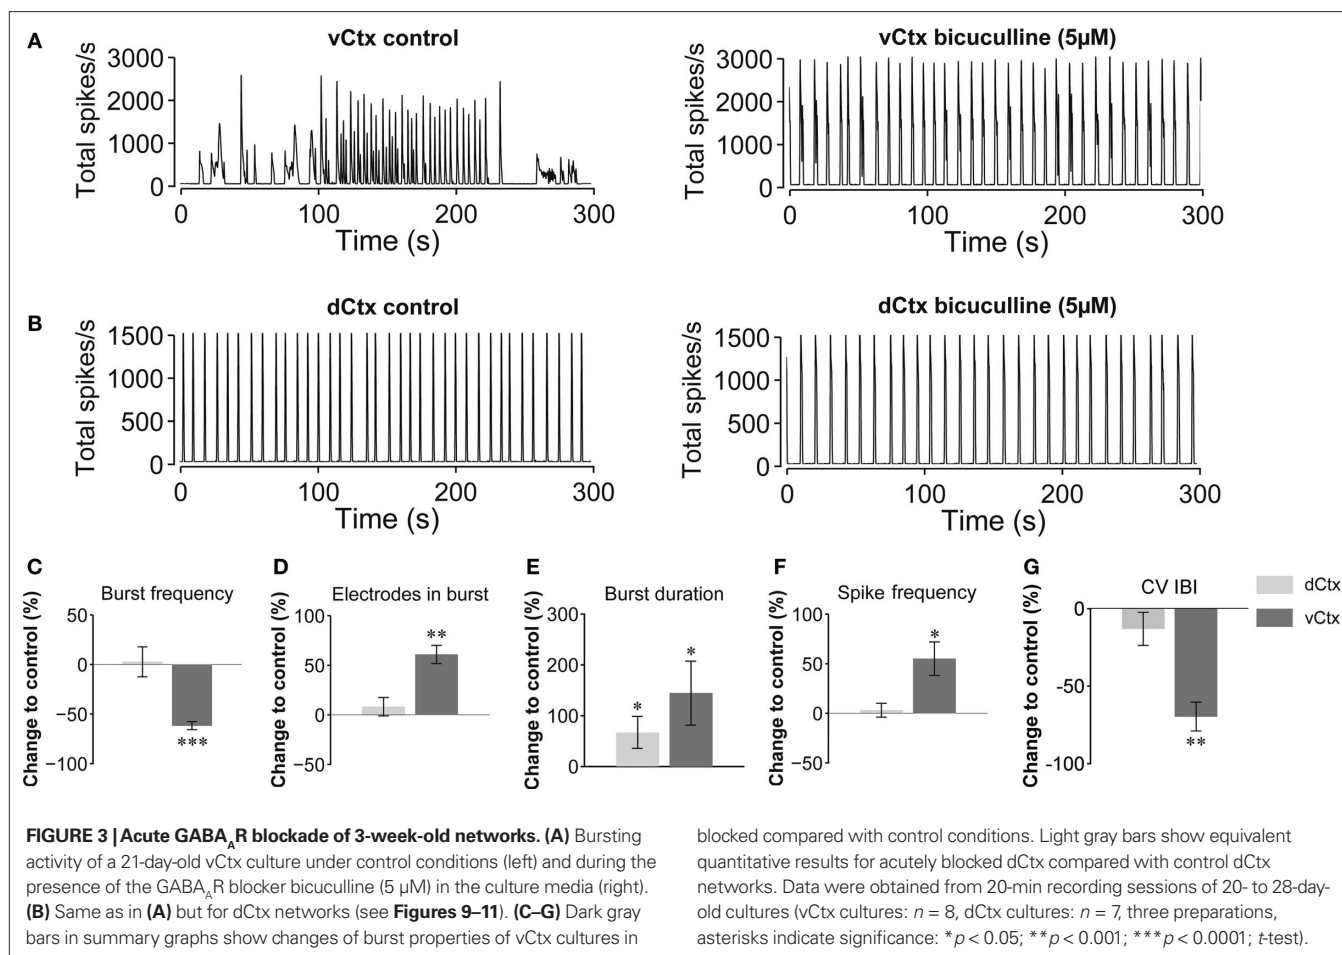 A
vCtx control
Total spikes/s
3000
2000
1000
0
0 100 200 300
Time (s)
vCtx bicuculline (5µM)
Total spikes/s
3000
2000
1000
0
0 100 200 300
Time (s)
B
dCtx control
Total spikes/s
1500
1000
500
0
0 100 200 300
Time (s)
dCtx bicuculline (5µM)
Total spikes/s
1500
1000
500
0
0 100 200 300
Time (s)
C
Burst frequency
Change to control (%)
50
0
−50
−100
***
D
Electrodes in burst
Change to control (%)
100
50
0
−50
**
E
Burst duration
Change to control (%)
300
200
100
0
*
*
F
Spike frequency
Change to control (%)
100
50
0
−50
*
G
CV IBI
Change to control (%)
0
-50
-100
**
dCtx
vCtx
FIGURE 3 | Acute GABAAR blockade of 3-week-old networks. (A) Bursting
activity of a 21-day-old vCtx culture under control conditions (left) and during the
presence of the GABAAR blocker bicuculline (5 µM) in the culture media (right).
(B) Same as in (A) but for dCtx networks (see Figures 9–11). (C–G) Dark gray
bars in summary graphs show changes of burst properties of vCtx cultures in
blocked compared with control conditions. Light gray bars show equivalent
quantitative results for acutely blocked dCtx compared with control dCtx
networks. Data were obtained from 20-min recording sessions of 20- to 28-day-
old cultures (vCtx cultures: n = 8, dCtx cultures: n = 7, three preparations,
asterisks indicate significance: *p < 0.05; **p < 0.001; ***p < 0.0001; t-test).